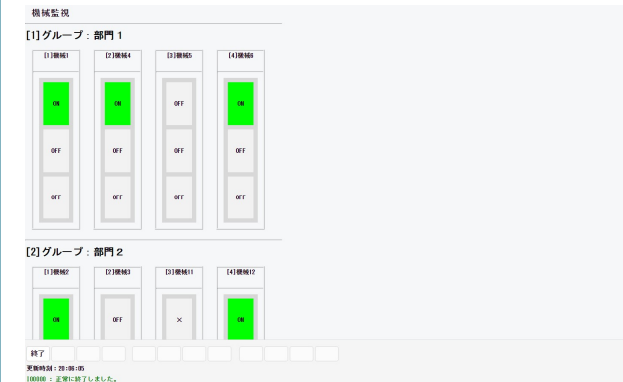 機械監視
[1]グループ : 部門 1
[1]機械1 [2]機械4 [3]機械5 [4]機械6
ON ON OFF ON
OFF OFF OFF OFF
OFF OFF OFF OFF
[2]グループ : 部門 2
[1]機械2 [2]機械3 [3]機械11 [4]機械12
ON OFF × ON
終了
更新時刻 : 20:06:05
100000 : 正常に終了しました。